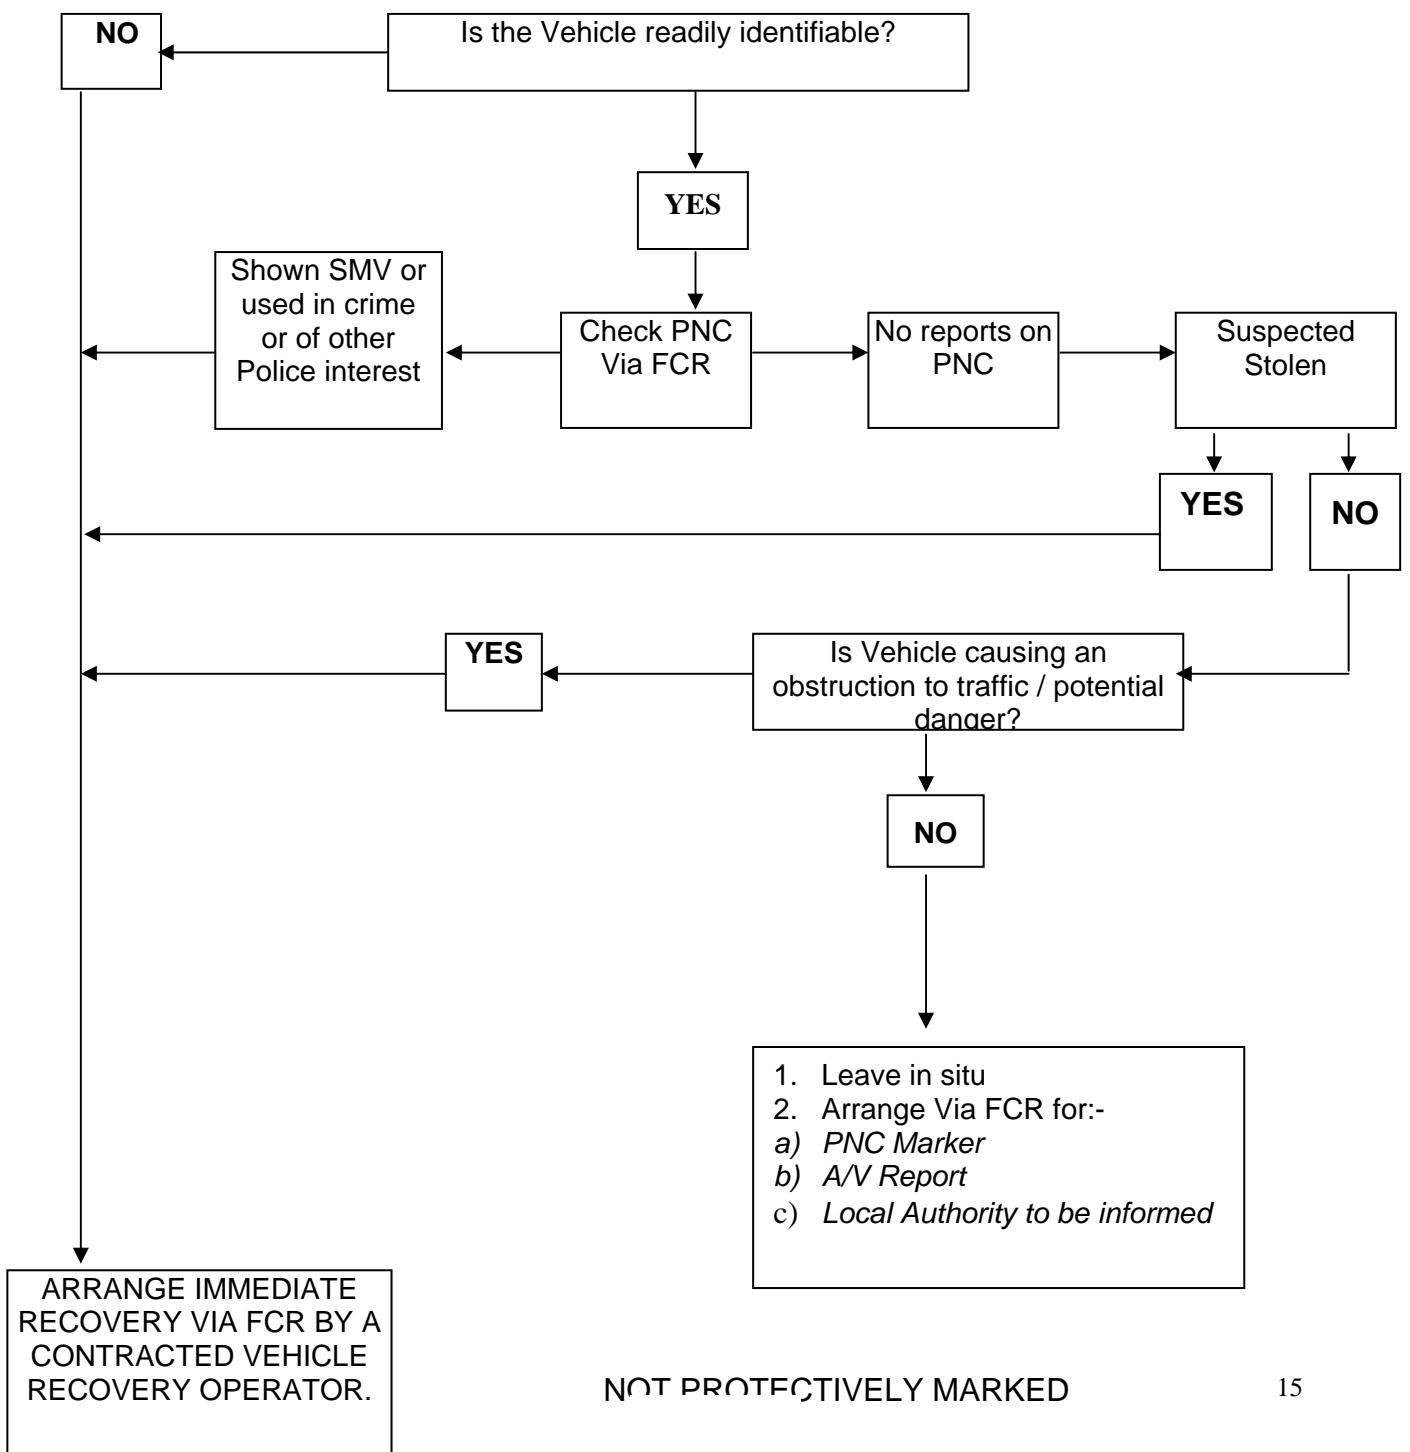 NO
Is the Vehicle readily identifiable?
YES
Shown SMV or
used in crime
or of other
Police interest
Check PNC
Via FCR
No reports on
PNC
Suspected
Stolen
YES
NO
YES
Is Vehicle causing an
obstruction to traffic / potential
danger?
NO
1. Leave in situ
2. Arrange Via FCR for:-
a) PNC Marker
b) A/V Report
c) Local Authority to be informed
ARRANGE IMMEDIATE
RECOVERY VIA FCR BY A
CONTRACTED VEHICLE
RECOVERY OPERATOR.
NOT PROTECTIVELY MARKED
15